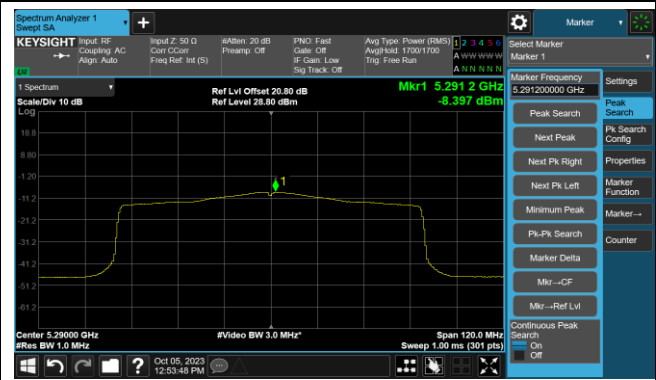 Spectrum Analyzer 1
Swept SA
+
Marker
KEYSIGHT
Input: RF
Coupling: AC
Align: Auto
Input Z: 50 Ω
Corr CCorr
Freq Ref: Int (S)
#Atten: 20 dB
Preamp: Off
PNO: Fast
Gate: Off
IF Gain: Low
Sig Track: Off
Avg Type: Power (RMS)
Avg|Hold: 1700/1700
Trig: Free Run
1 2 3 4 5 6
A W W W W W
A N N N N N
Select Marker
Marker 1
1 Spectrum
Scale/Div 10 dB
Log
Ref Lvl Offset 20.80 dB
Ref Level 28.80 dBm
Mkr1 5.291 2 GHz
-8.397 dBm
18.8
8.80
-1.20
-11.2
-21.2
-31.2
-41.2
-51.2
-61.2
1
Center 5.29000 GHz
#Res BW 1.0 MHz
#Video BW 3.0 MHz*
Span 120.0 MHz
Sweep 1.00 ms (301 pts)
Marker Frequency
5.291200000 GHz
Peak Search
Next Peak
Next Pk Right
Next Pk Left
Minimum Peak
Pk-Pk Search
Marker Delta
Mkr→CF
Mkr→Ref Lvl
Continuous Peak
Search
On
Off
Settings
Peak
Search
Pk Search
Config
Properties
Marker
Function
Marker→
Counter
?
Oct 05, 2023
12:53:48 PM